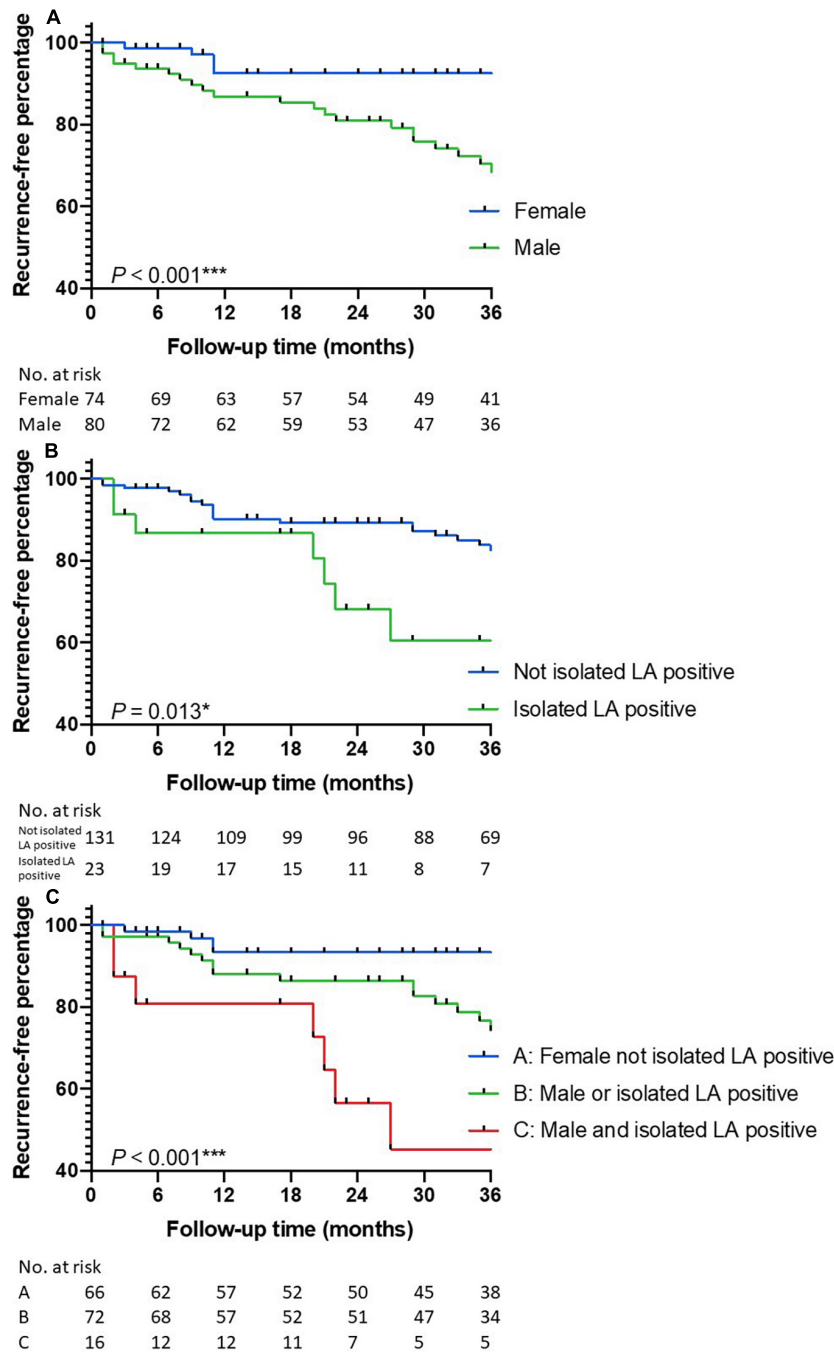 A
100
80
60
40
Recurrence-free percentage
Female
Male
P < 0.001***
0 6 12 18 24 30 36
Follow-up time (months)
No. at risk
Female 74 69 63 57 54 49 41
Male 80 72 62 59 53 47 36
B
100
80
60
40
Recurrence-free percentage
Not isolated LA positive
Isolated LA positive
P = 0.013*
0 6 12 18 24 30 36
Follow-up time (months)
No. at risk
Not isolated
LA positive 131 124 109 99 96 88 69
Isolated LA
positive 23 19 17 15 11 8 7
C
100
80
60
40
Recurrence-free percentage
A: Female not isolated LA positive
B: Male or isolated LA positive
C: Male and isolated LA positive
P < 0.001***
0 6 12 18 24 30 36
Follow-up time (months)
No. at risk
A 66 62 57 52 50 45 38
B 72 68 57 52 51 47 34
C 16 12 12 11 7 5 5